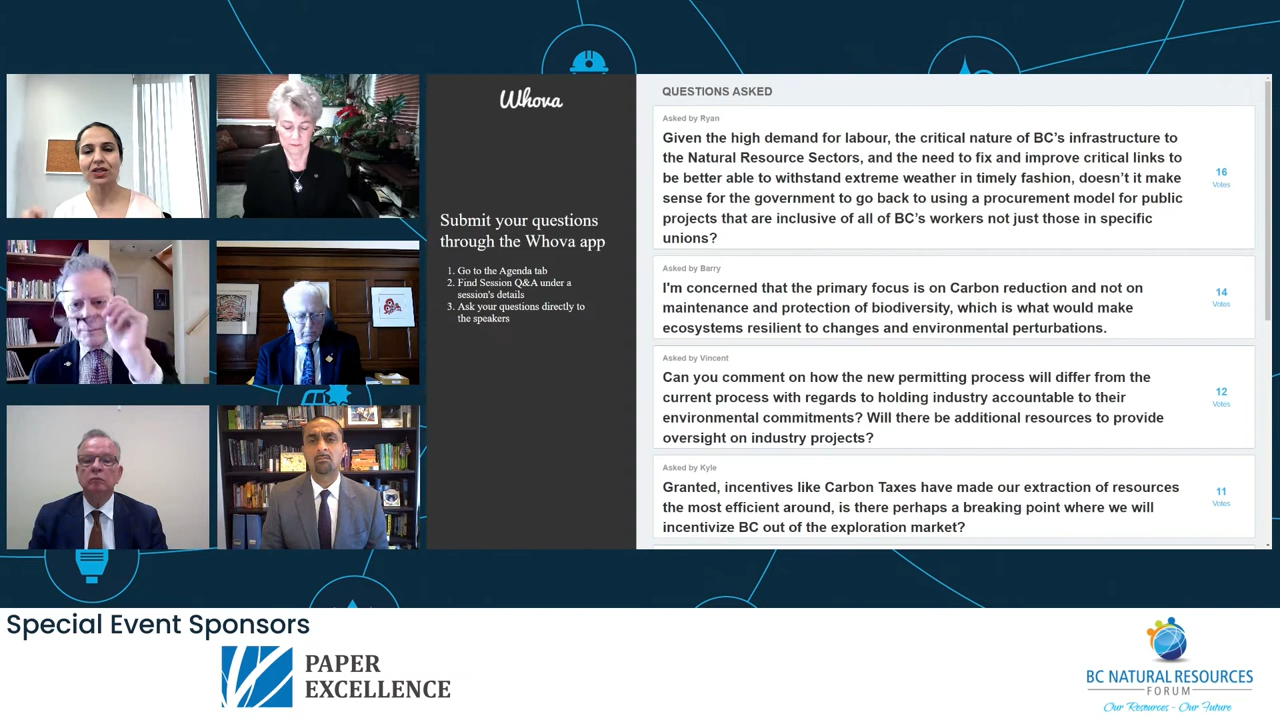 Whova
Submit your questions
through the Whova app
1. Go to the Agenda tab
2. Find Session Q&A under a
session's details
3. Ask your questions directly to
the speakers
QUESTIONS ASKED
Asked by Ryan
Given the high demand for labour, the critical nature of BC’s infrastructure to
the Natural Resource Sectors, and the need to fix and improve critical links to
be better able to withstand extreme weather in timely fashion, doesn’t it make
sense for the government to go back to using a procurement model for public
projects that are inclusive of all of BC’s workers not just those in specific
unions?
16
Votes
Asked by Barry
I'm concerned that the primary focus is on Carbon reduction and not on
maintenance and protection of biodiversity, which is what would make
ecosystems resilient to changes and environmental perturbations.
14
Votes
Asked by Vincent
Can you comment on how the new permitting process will differ from the
current process with regards to holding industry accountable to their
environmental commitments? Will there be additional resources to provide
oversight on industry projects?
12
Votes
Asked by Kyle
Granted, incentives like Carbon Taxes have made our extraction of resources
the most efficient around, is there perhaps a breaking point where we will
incentivize BC out of the exploration market?
11
Votes
Special Event Sponsors
PAPER
EXCELLENCE
BC NATURAL RESOURCES
FORUM
Our Resources - Our Future